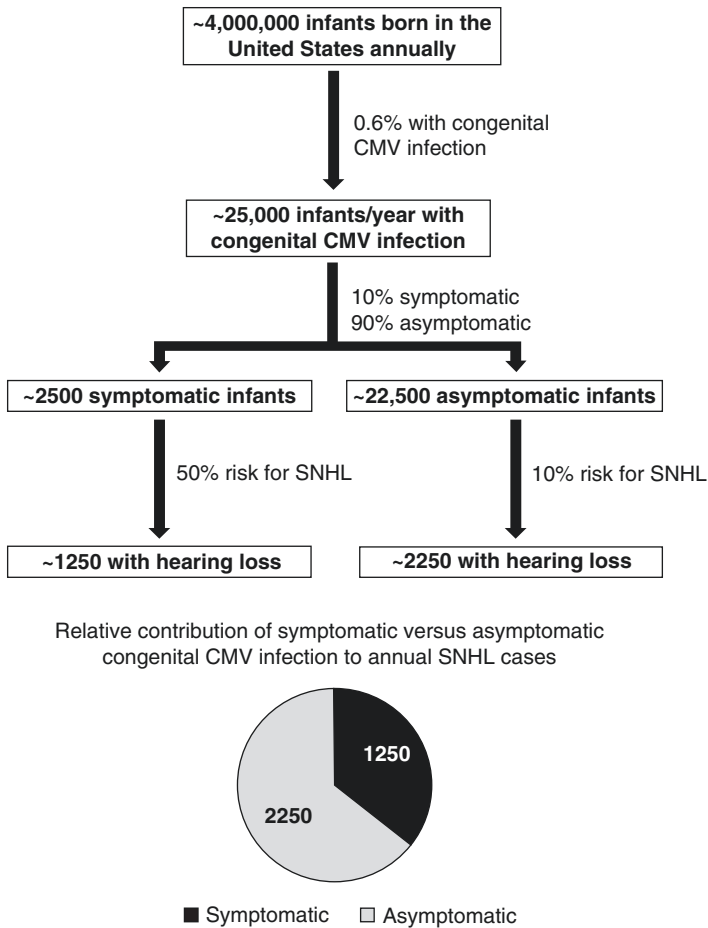 ~4,000,000 infants born in the
United States annually
0.6% with congenital
CMV infection
~25,000 infants/year with
congenital CMV infection
10% symptomatic
90% asymptomatic
~2500 symptomatic infants
~22,500 asymptomatic infants
50% risk for SNHL
10% risk for SNHL
~1250 with hearing loss
~2250 with hearing loss
Relative contribution of symptomatic versus asymptomatic
congenital CMV infection to annual SNHL cases
1250
2250
Symptomatic
Asymptomatic